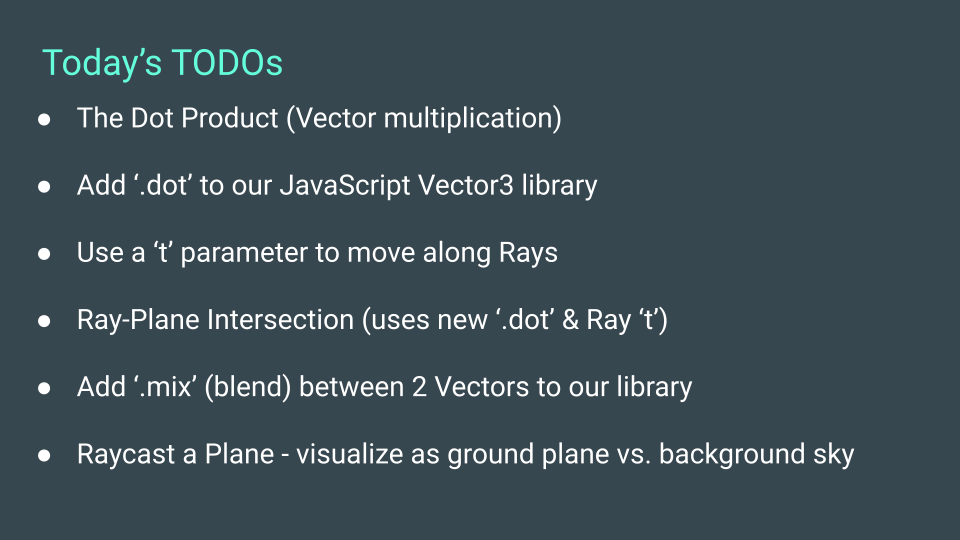 Today’s TODOs
● The Dot Product (Vector multiplication)
● Add ‘.dot’ to our JavaScript Vector3 library
● Use a ‘t’ parameter to move along Rays
● Ray-Plane Intersection (uses new ‘.dot’ & Ray ‘t’)
● Add ‘.mix’ (blend) between 2 Vectors to our library
● Raycast a Plane - visualize as ground plane vs. background sky